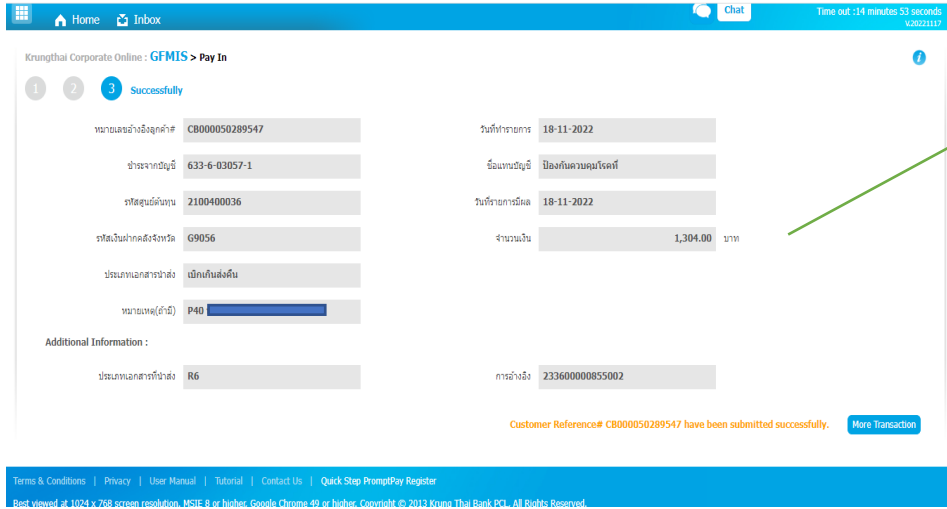 Home Inbox Chat Time out :14 minutes 53 seconds
V.20221117
Krungthai Corporate Online : GFMIS > Pay In
1 2 3 Successfully
หมายเลขอ้างอิงลูกค้า# CB000050289547 วันที่ทำรายการ 18-11-2022
ชำระจากบัญชี 633-6-03057-1 ชื่อแทนบัญชี ป้องกันควบคุมโรคที่
รหัสศูนย์ต้นทุน 2100400036 วันที่รายการมีผล 18-11-2022
รหัสเงินฝากคลังจังหวัด G9056 จำนวนเงิน 1,304.00 บาท
ประเภทเอกสารนำส่ง เบิกเกินส่งคืน
หมายเหตุ(ถ้ามี) P40
Additional Information :
ประเภทเอกสารที่นำส่ง R6 การอ้างอิง 233600000855002
Customer Reference# CB000050289547 have been submitted successfully. More Transaction
Terms & Conditions | Privacy | User Manual | Tutorial | Contact Us | Quick Step PromptPay Register
Best viewed at 1024 x 768 screen resolution. MSIE 8 or higher, Google Chrome 49 or higher. Copyright © 2013 Krung Thai Bank PCL. All Rights Reserved.